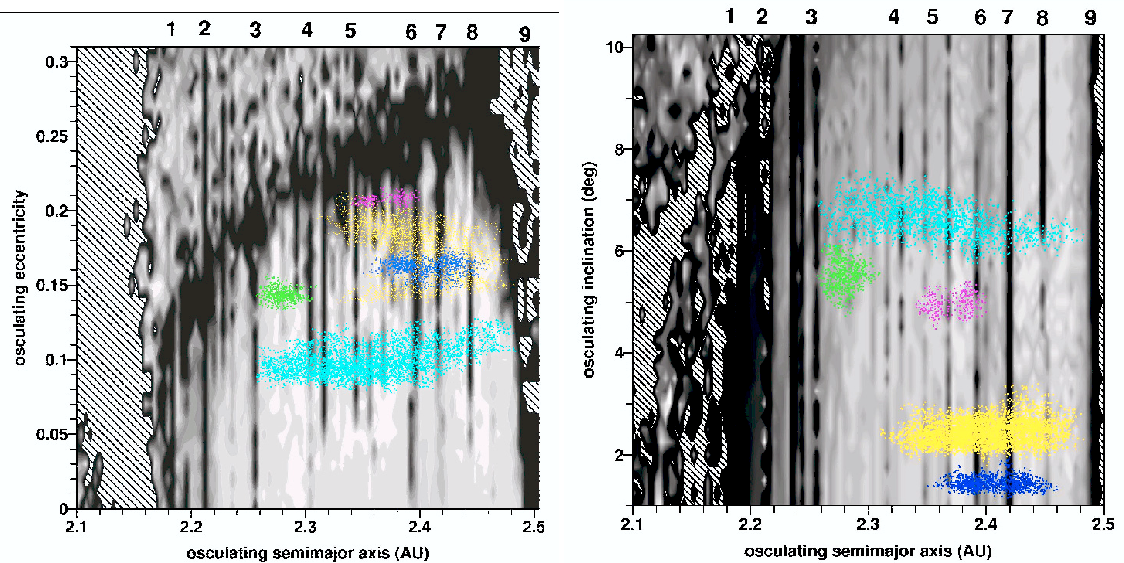 1 2 3 4 5 6 7 8 9
0.3
0.25
0.2
0.15
0.1
0.05
0
osculating eccentricity
2.1 2.2 2.3 2.4 2.5
osculating semimajor axis (AU)
1 2 3 4 5 6 7 8 9
10
8
6
4
2
osculating inclination (deg)
2.1 2.2 2.3 2.4 2.5
osculating semimajor axis (AU)